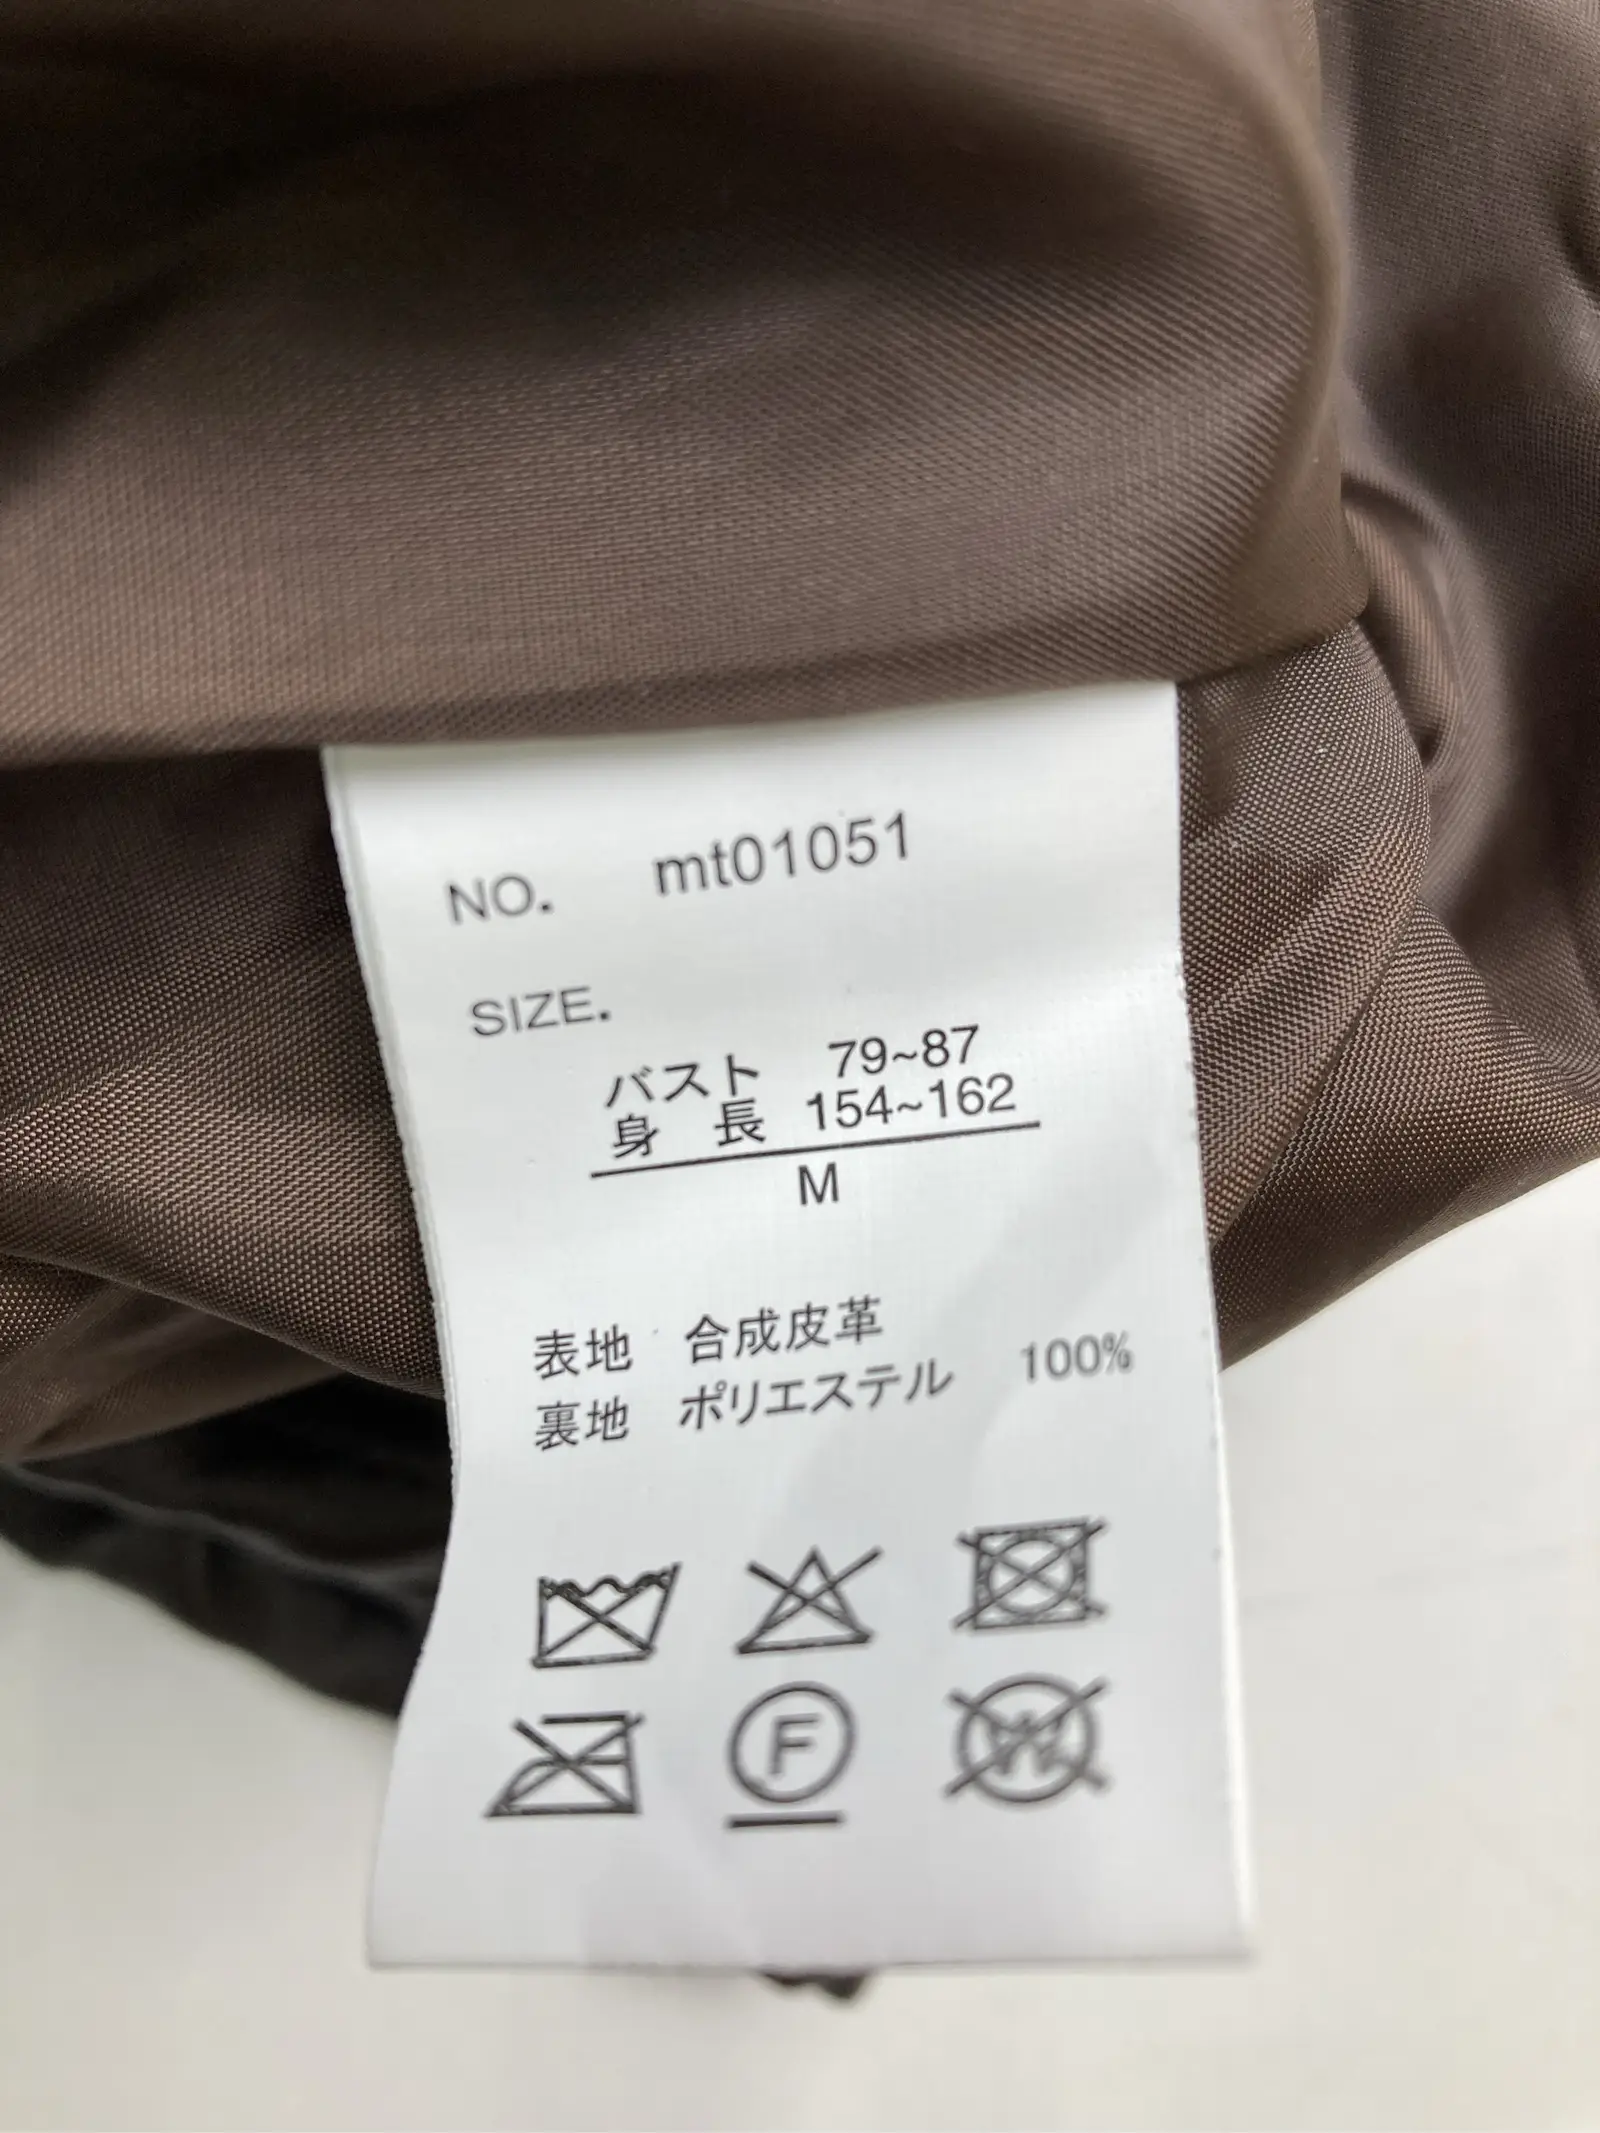 NO. mt01051
SIZE.
バスト 79~87
身 長 154~162
M
表地 合成皮革
裏地 ポリエステル 100%
F
W